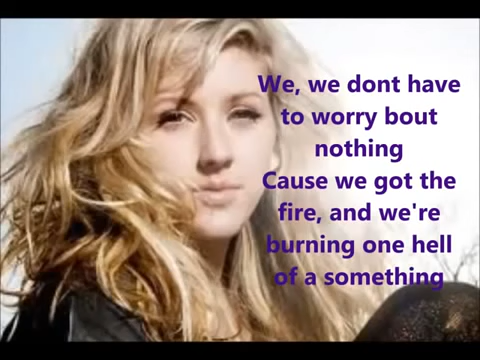 We, we dont have
to worry bout
nothing
Cause we got the
fire, and we're
burning one hell
of a something